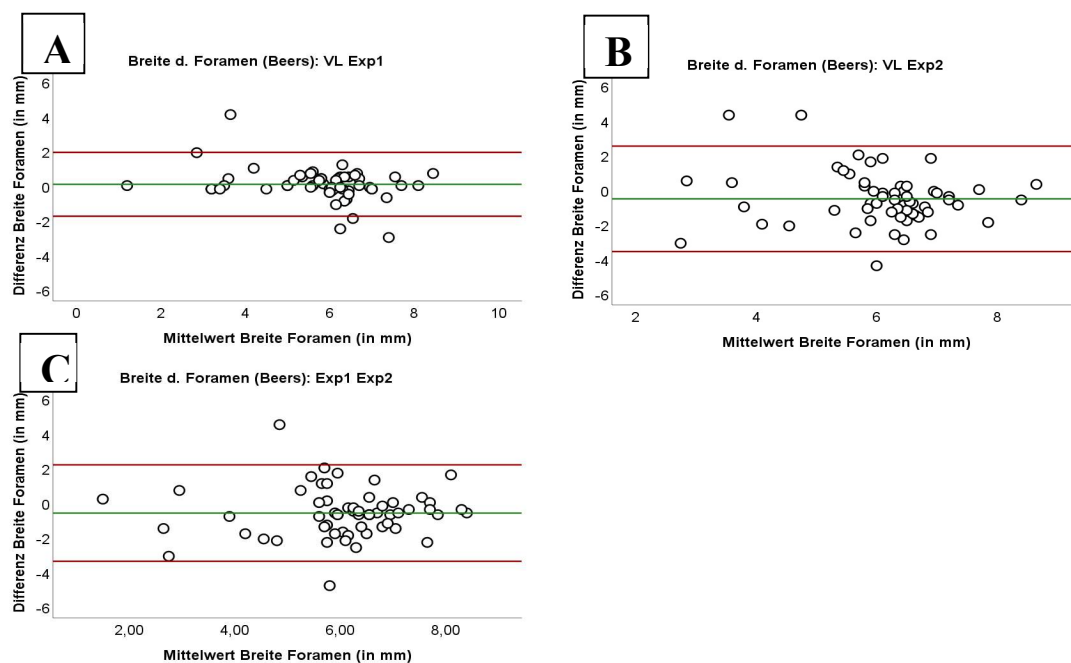 A
Breite d. Foramen (Beers): VL Exp1
Differenz Breite Foramen (in mm)
6
4
2
0
-2
-4
-6
0 2 4 6 8 10
Mittelwert Breite Foramen (in mm)
B
Breite d. Foramen (Beers): VL Exp2
Differenz Breite Foramen (in mm)
6
4
2
0
-2
-4
-6
2 4 6 8
Mittelwert Breite Foramen (in mm)
C
Breite d. Foramen (Beers): Exp1 Exp2
Differenz Breite Foramen (in mm)
6
4
2
0
-2
-4
-6
2,00 4,00 6,00 8,00
Mittelwert Breite Foramen (in mm)